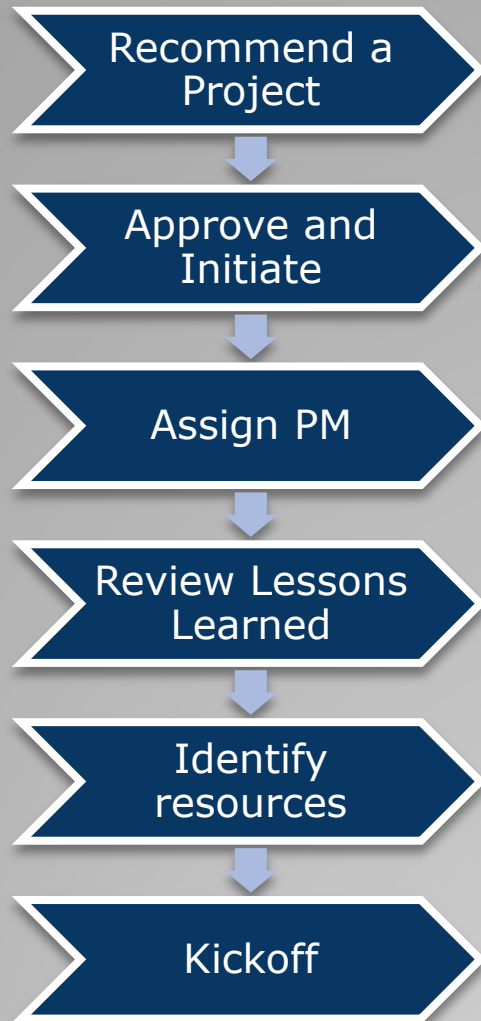 Recommend a
Project
Approve and
Initiate
Assign PM
Review Lessons
Learned
Identify
resources
Kickoff